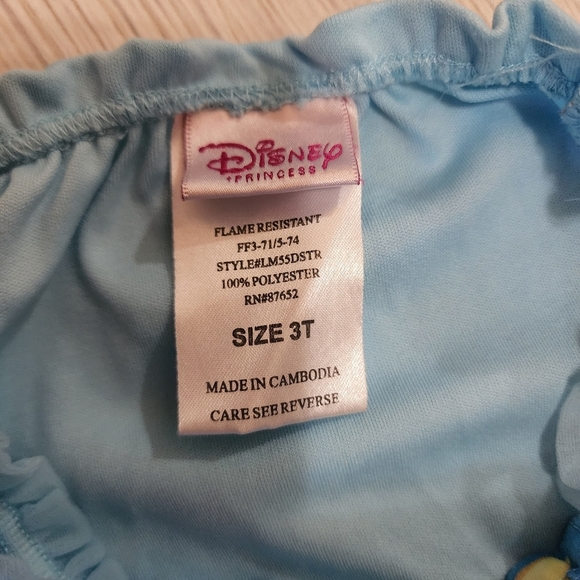 Disney
PRINCESS
FLAME RESISTANT
FF3-71/5-74
STYLE#LM55DSTR
100% POLYESTER
RN#87652
SIZE 3T
MADE IN CAMBODIA
CARE SEE REVERSE